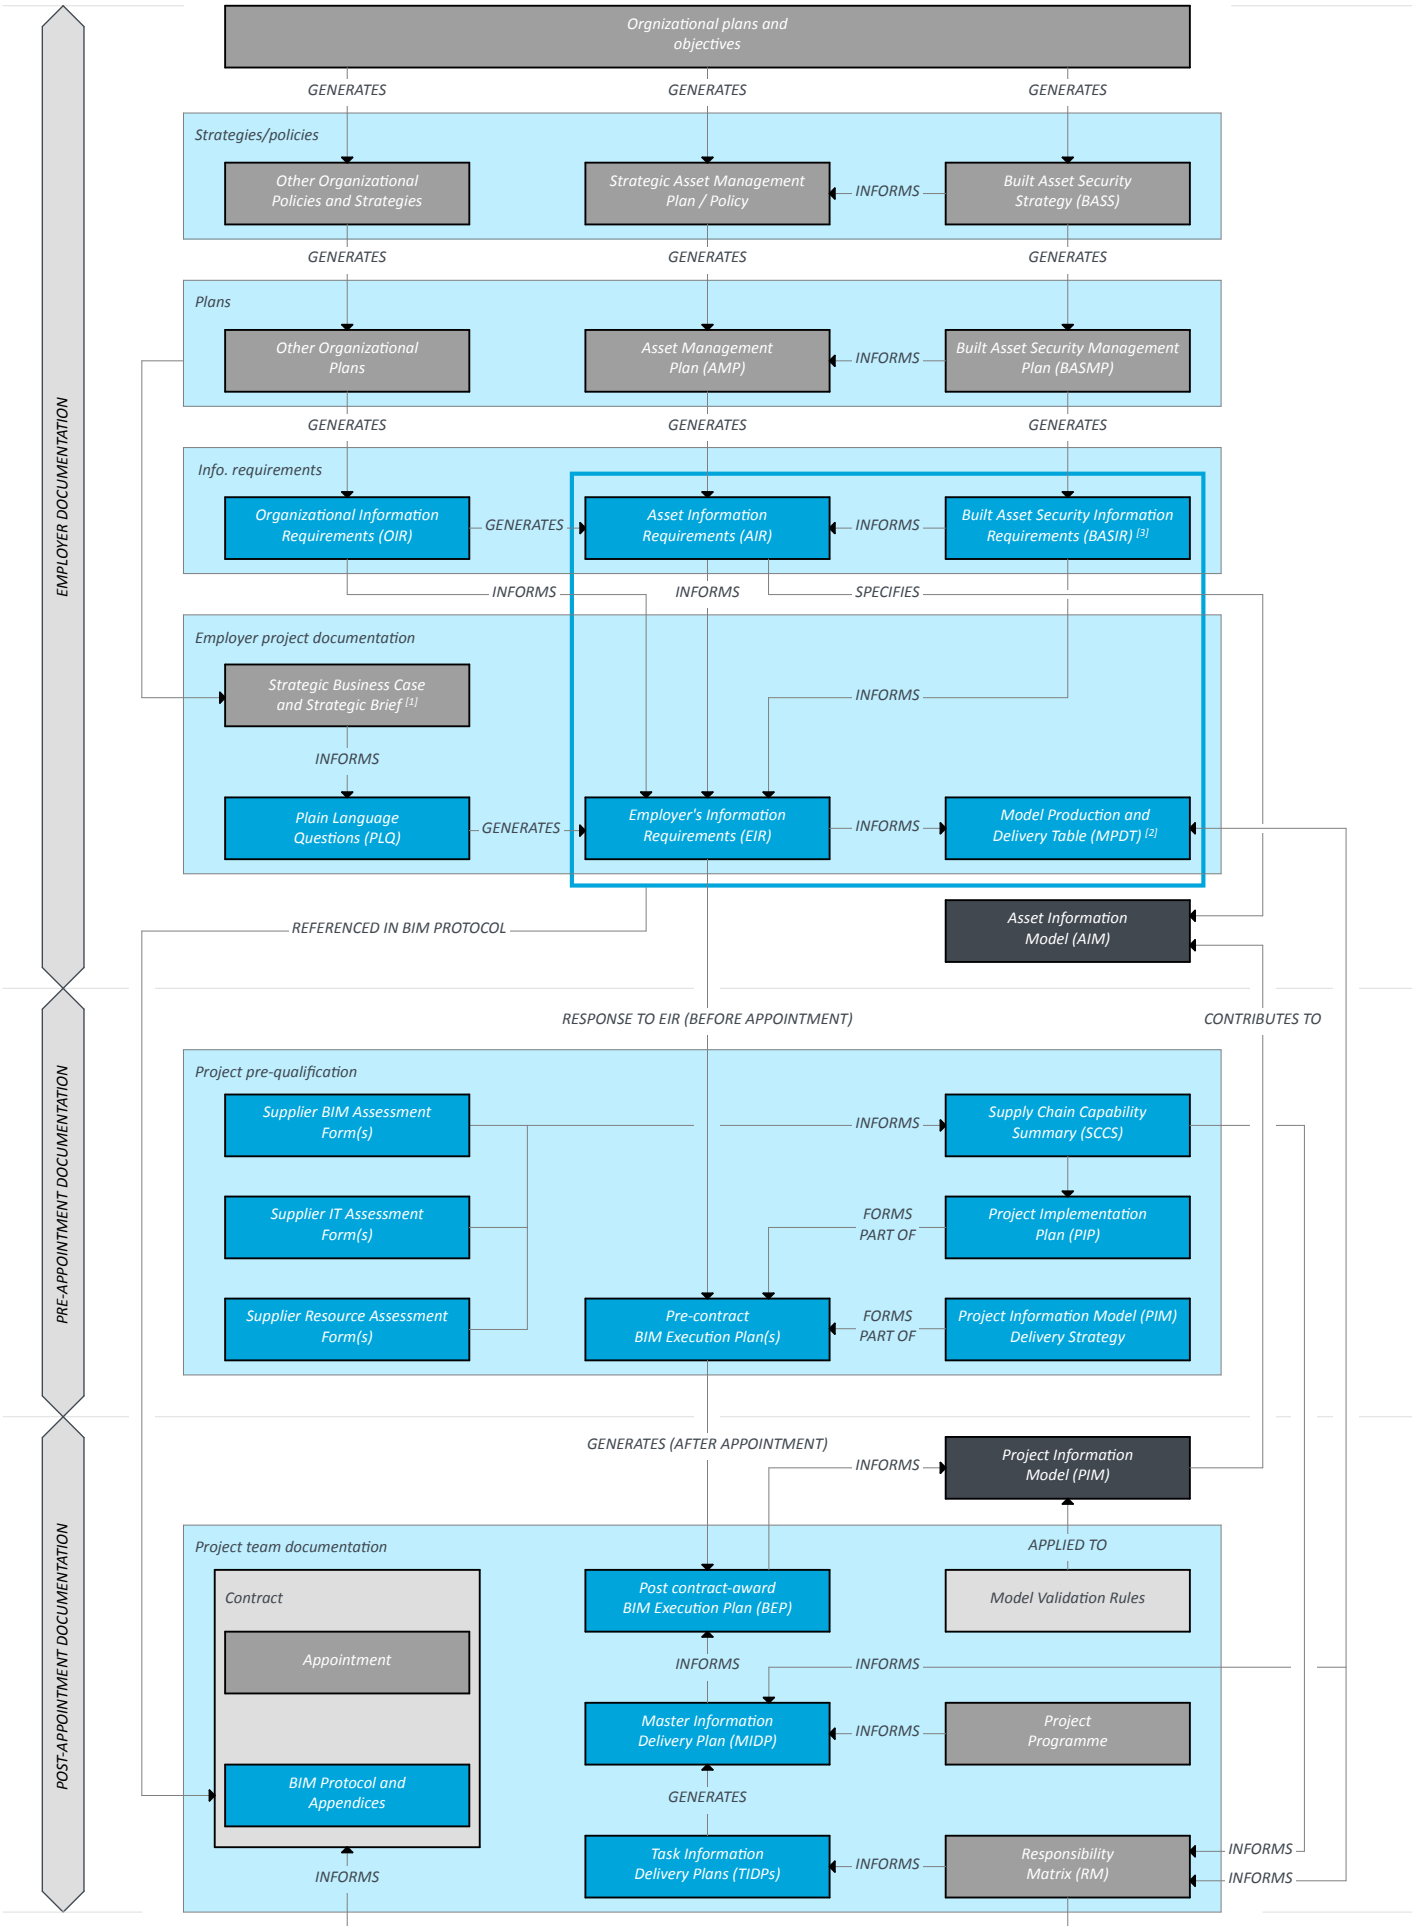 Orgnizational plans and
objectives
GENERATES
GENERATES
GENERATES
Strategies/policies
Other Organizational
Policies and Strategies
Strategic Asset Management
Plan / Policy
INFORMS
Built Asset Security
Strategy (BASS)
GENERATES
GENERATES
GENERATES
Plans
Other Organizational
Plans
Asset Management
Plan (AMP)
INFORMS
Built Asset Security Management
Plan (BASMP)
GENERATES
GENERATES
GENERATES
EMPLOYER DOCUMENTATION
Info. requirements
Organizational Information
Requirements (OIR)
GENERATES
Asset Information
Requirements (AIR)
INFORMS
Built Asset Security Information
Requirements (BASIR) [3]
INFORMS
INFORMS
SPECIFIES
Employer project documentation
Strategic Business Case
and Strategic Brief [1]
INFORMS
INFORMS
Plain Language
Questions (PLQ)
GENERATES
Employer's Information
Requirements (EIR)
INFORMS
Model Production and
Delivery Table (MPDT) [2]
REFERENCED IN BIM PROTOCOL
Asset Information
Model (AIM)
RESPONSE TO EIR (BEFORE APPOINTMENT)
CONTRIBUTES TO
PRE-APPOINTMENT DOCUMENTATION
Project pre-qualification
Supplier BIM Assessment
Form(s)
INFORMS
Supply Chain Capability
Summary (SCCS)
Supplier IT Assessment
Form(s)
FORMS
PART OF
Project Implementation
Plan (PIP)
Supplier Resource Assessment
Form(s)
Pre-contract
BIM Execution Plan(s)
FORMS
PART OF
Project Information Model (PIM)
Delivery Strategy
GENERATES (AFTER APPOINTMENT)
INFORMS
Project Information
Model (PIM)
POST-APPOINTMENT DOCUMENTATION
Project team documentation
APPLIED TO
Contract
Post contract-award
BIM Execution Plan (BEP)
Model Validation Rules
Appointment
INFORMS
INFORMS
Master Information
Delivery Plan (MIDP)
INFORMS
Project
Programme
BIM Protocol and
Appendices
GENERATES
Task Information
Delivery Plans (TIDPs)
INFORMS
Responsibility
Matrix (RM)
INFORMS
INFORMS
INFORMS